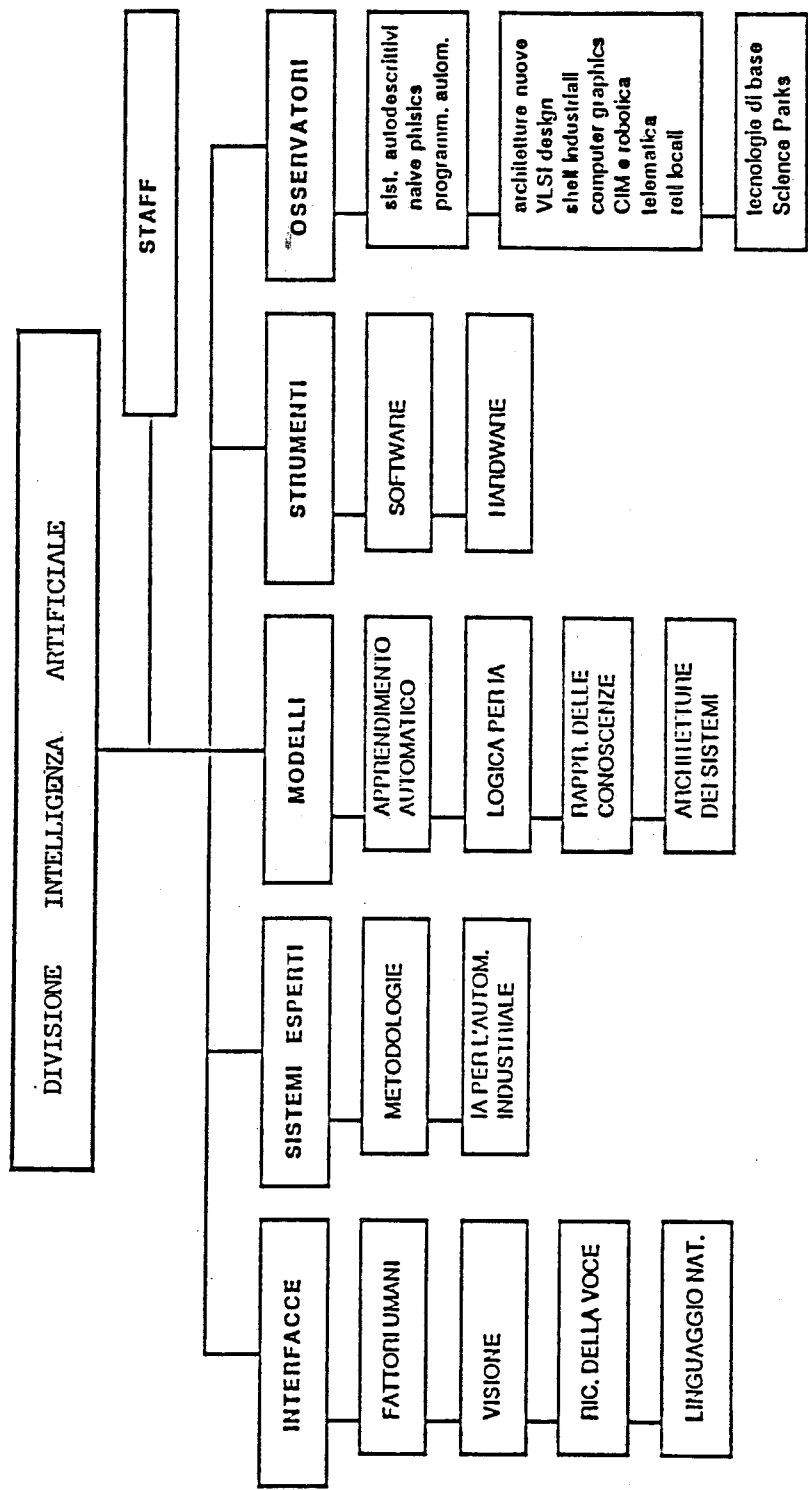 DIVISIONE INTELLIGENZA ARTIFICIALE
STAFF
INTERFACCE
FATTORI UMANI
VISIONE
RIC. DELLA VOCE
LINGUAGGIO NAT.
SISTEMI ESPERTI
METODOLOGIE
IA PER L'AUTOM.
INDUSTRIALE
MODELLI
APPRENDIMENTO
AUTOMATICO
LOGICA PER IA
RAPPR. DELLE
CONOSCENZE
ARCHITETTURE
DEI SISTEMI
STRUMENTI
SOFTWARE
HARDWARE
OSSERVATORI
sist. autodescrittivi
naive phisics
programm. autom.
architetture nuove
VLSI design
shell industriali
computer graphics
CIM e robotica
telematica
reti locali
tecnologie di base
Science Parks